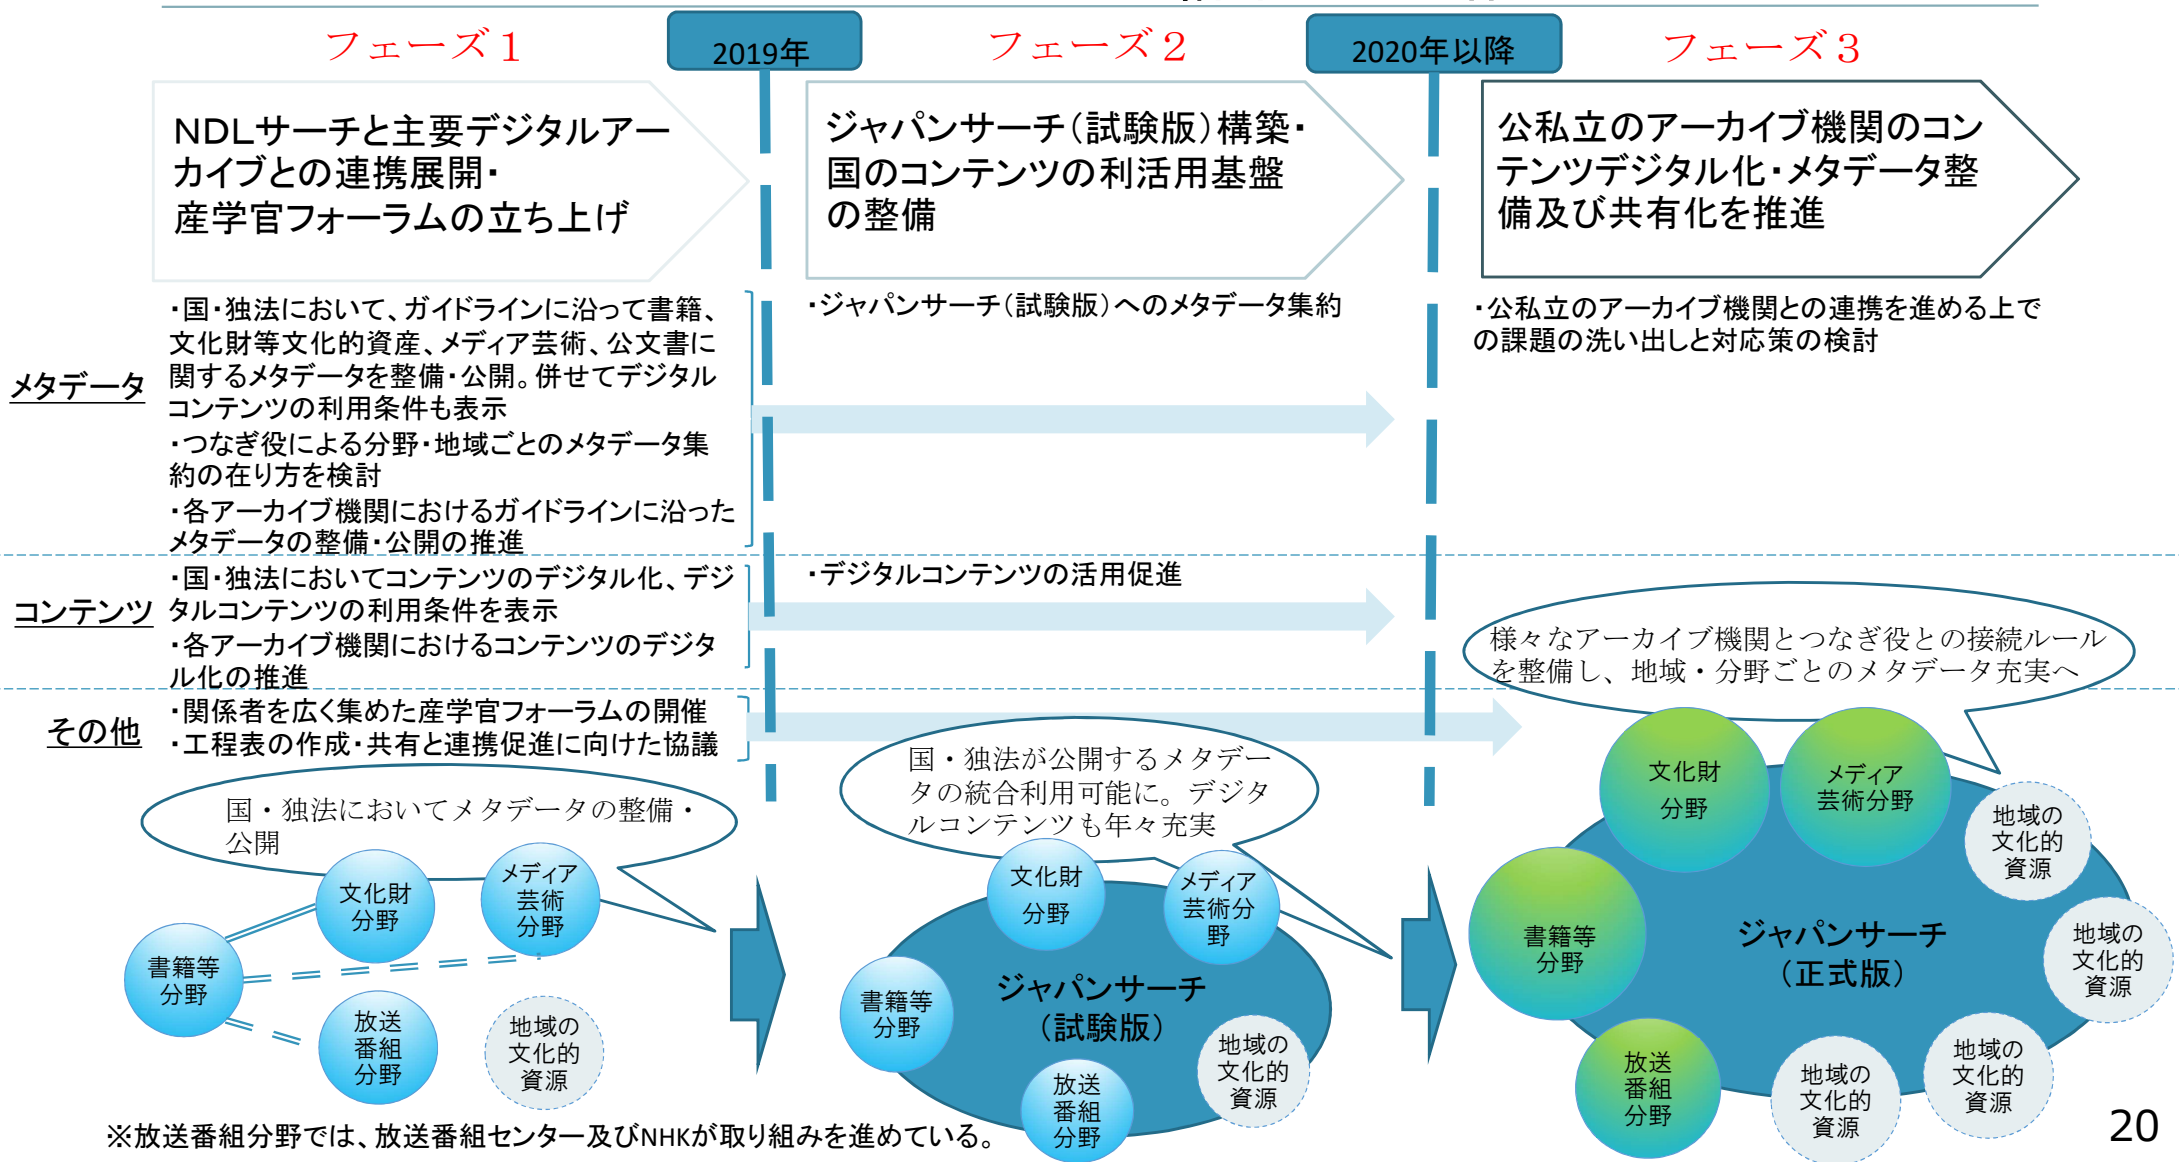 フェーズ１
2019年
フェーズ２
2020年以降
フェーズ３
NDLサーチと主要デジタルアー
カイブとの連携展開・
産学官フォーラムの立ち上げ
ジャパンサーチ（試験版）構築・
国のコンテンツの利活用基盤
の整備
公私立のアーカイブ機関のコン
テンツデジタル化・メタデータ整
備及び共有化を推進
メタデータ
・国・独法において、ガイドラインに沿って書籍、
文化財等文化的資産、メディア芸術、公文書に
関するメタデータを整備・公開。併せてデジタル
コンテンツの利用条件も表示
・つなぎ役による分野・地域ごとのメタデータ集
約の在り方を検討
・各アーカイブ機関におけるガイドラインに沿った
メタデータの整備・公開の推進
・ジャパンサーチ（試験版）へのメタデータ集約
・公私立のアーカイブ機関との連携を進める上で
の課題の洗い出しと対応策の検討
コンテンツ
・国・独法においてコンテンツのデジタル化、デジ
タルコンテンツの利用条件を表示
・各アーカイブ機関におけるコンテンツのデジタ
ル化の推進
・デジタルコンテンツの活用促進
その他
・関係者を広く集めた産学官フォーラムの開催
・工程表の作成・共有と連携促進に向けた協議
国・独法においてメタデータの整備・
公開
書籍等
分野
文化財
分野
メディア
芸術
分野
放送
番組
分野
地域の
文化的
資源
国・独法が公開するメタデー
タの統合利用可能に。デジタ
ルコンテンツも年々充実
文化財
分野
メディア
芸術分
野
書籍等
分野
ジャパンサーチ
（試験版）
放送
番組
分野
地域の
文化的
資源
様々なアーカイブ機関とつなぎ役との接続ルール
を整備し、地域・分野ごとのメタデータ充実へ
文化財
分野
メディア
芸術分野
地域の
文化的
資源
書籍等
分野
ジャパンサーチ
（正式版）
地域の
文化的
資源
放送
番組
分野
地域の
文化的
資源
地域の
文化的
資源
※放送番組分野では、放送番組センター及びNHKが取り組みを進めている。
20